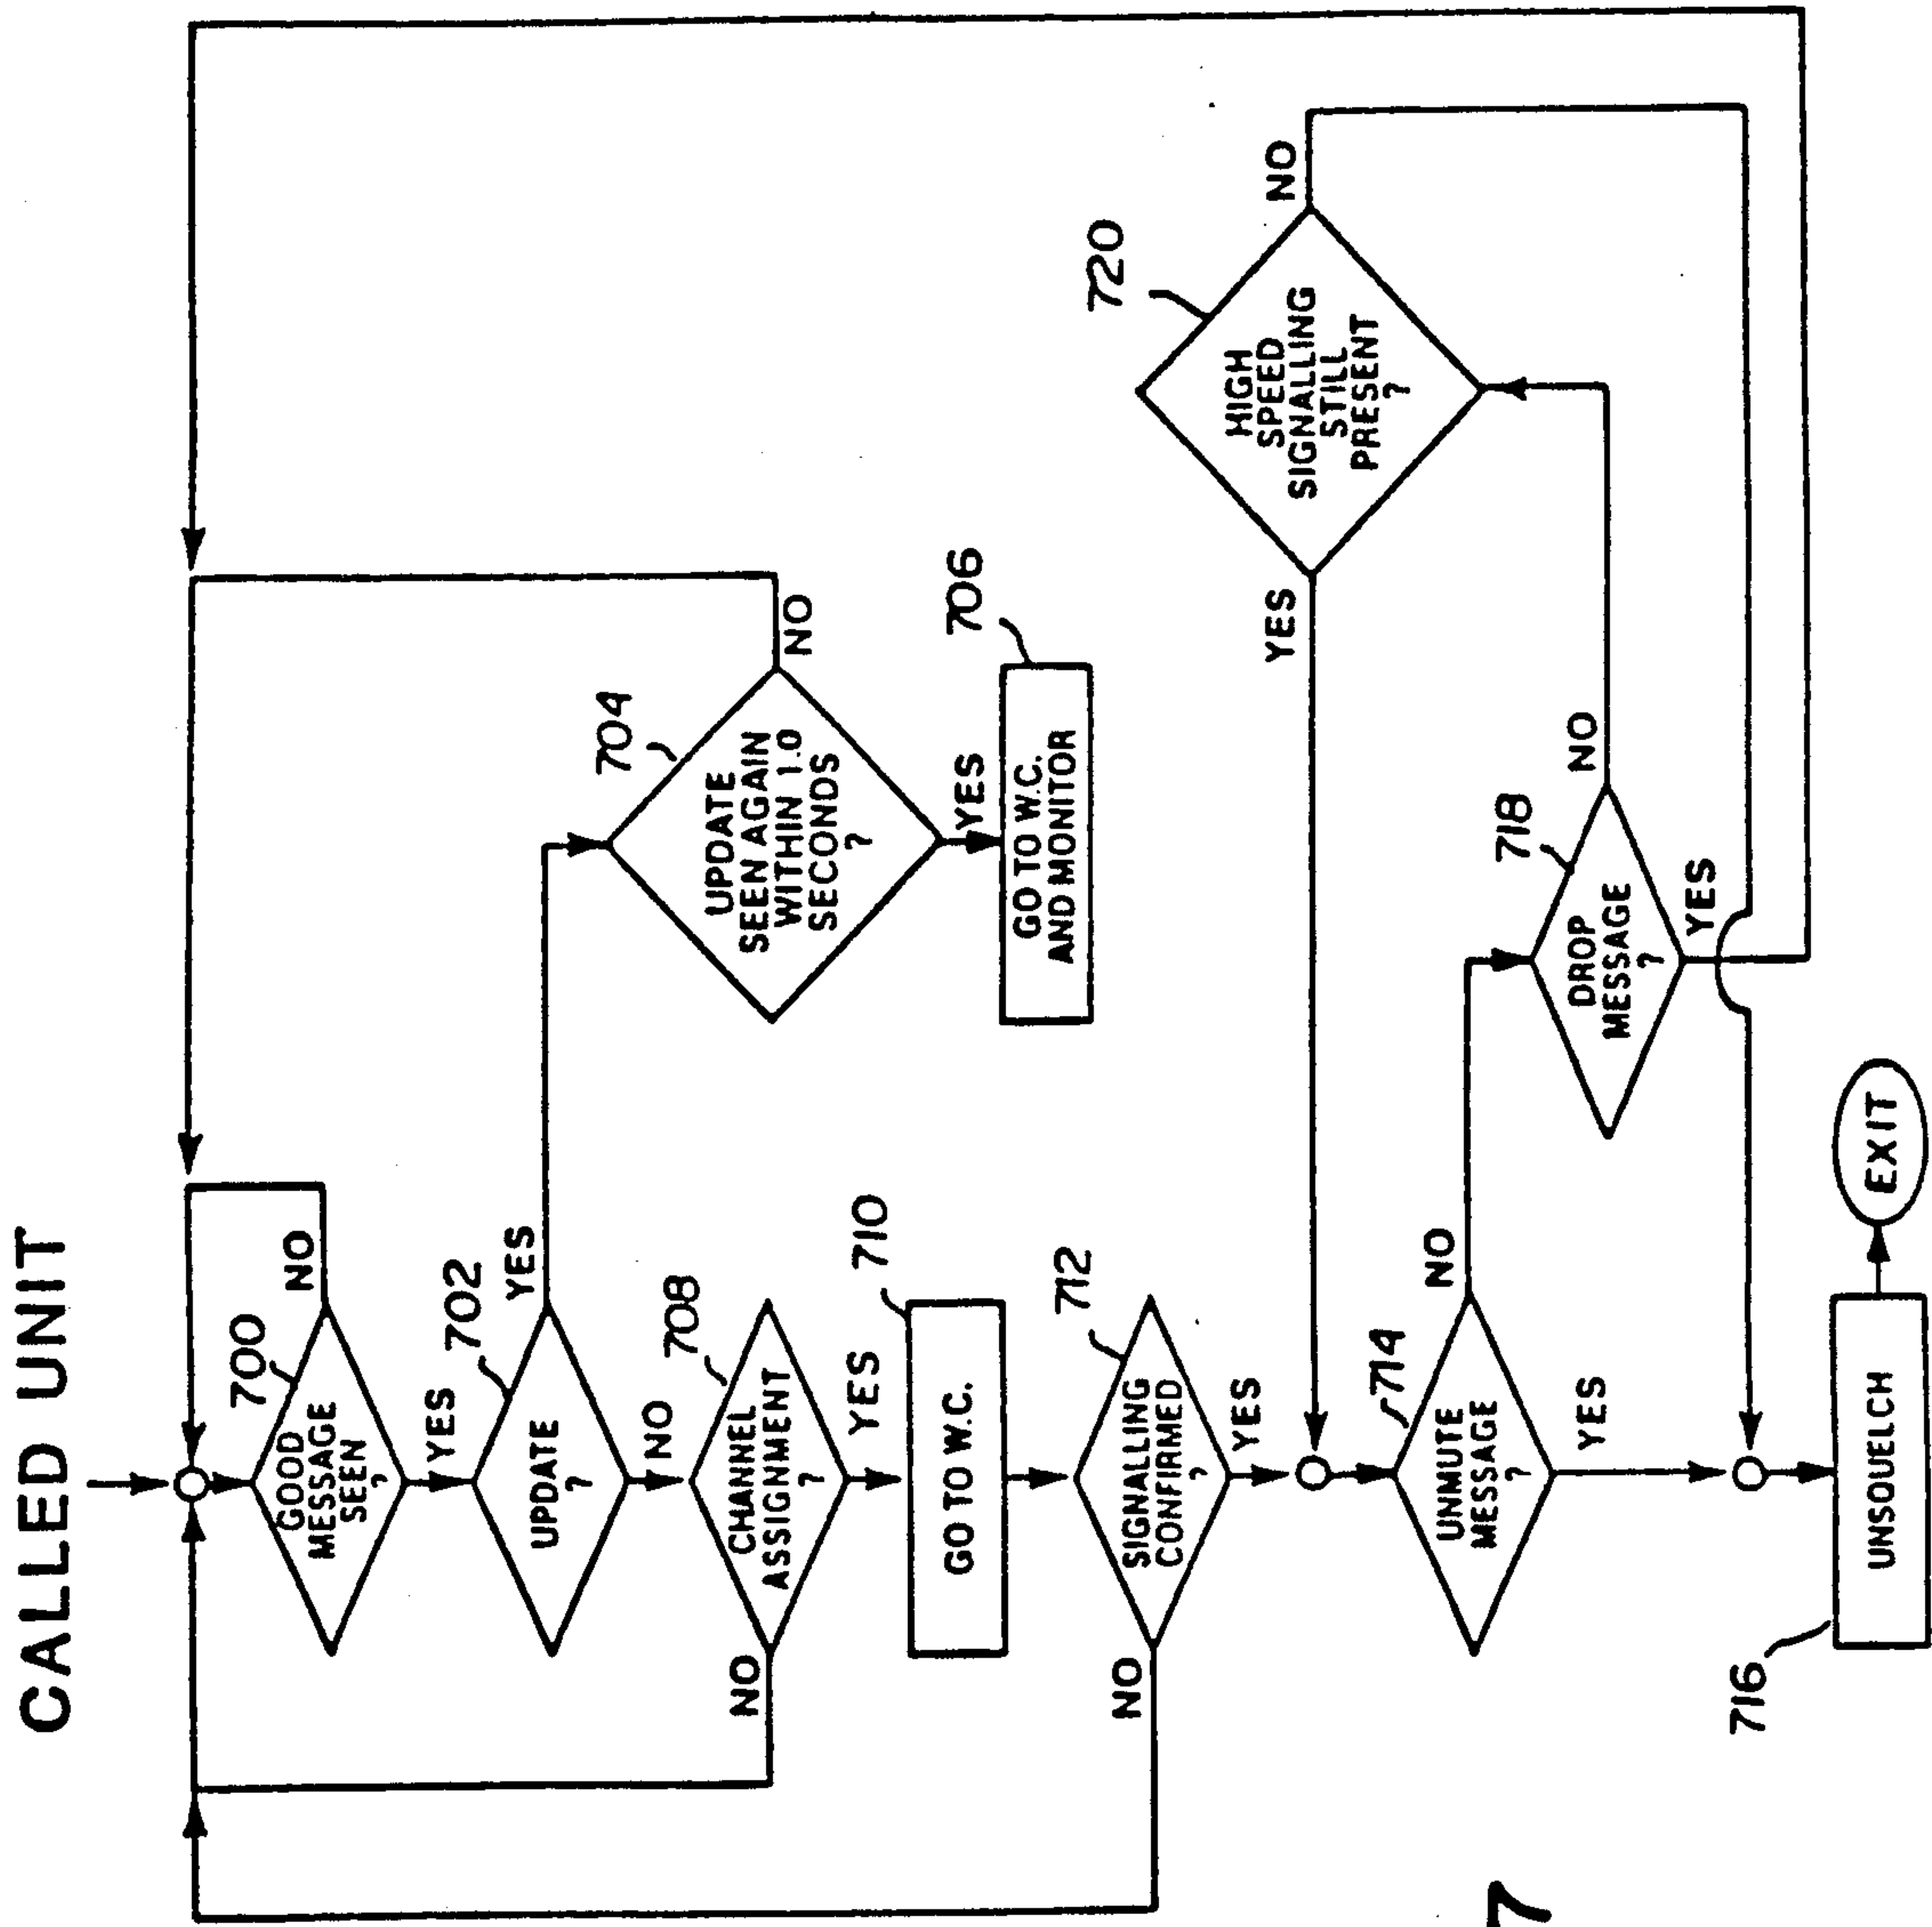 CALLED UNIT
700
GOOD
MESSAGE
SEEN
?
NO
YES
702
UPDATE
?
YES
NO
704
UPDATE
SEEN AGAIN
WITHIN 1.0
SECONDS
?
NO
YES
706
GO TO W.C.
AND MONITOR
708
CHANNEL
ASSIGNMENT
?
NO
YES
710
GO TO W.C.
712
SIGNALLING
CONFIRMED
?
NO
YES
714
UNMUTE
MESSAGE
?
NO
YES
718
DROP
MESSAGE
?
NO
YES
720
HIGH
SPEED
SIGNALLING
STILL
PRESENT
?
YES
NO
716
UNSQUELCH
EXIT
7